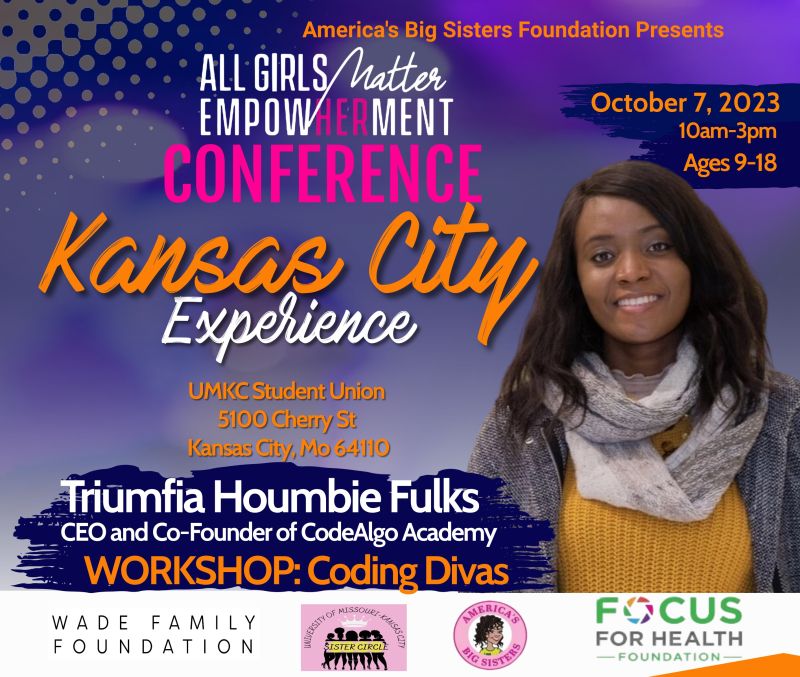 America's Big Sisters Foundation Presents
ALL GIRLS Matter
EMPOWHERMENT
CONFERENCE
Kansas City
Experience
October 7, 2023
10am-3pm
Ages 9-18
UMKC Student Union
5100 Cherry St
Kansas City, Mo 64110
Triumfia Houmbie Fulks
CEO and Co-Founder of CodeAlgo Academy
WORKSHOP: Coding Divas
WADE FAMILY
FOUNDATION
UNIVERSITY OF MISSOURI-KANSAS CITY
SISTER CIRCLE
AMERICA'S
BIG SISTERS
FOCUS
FOR HEALTH
FOUNDATION